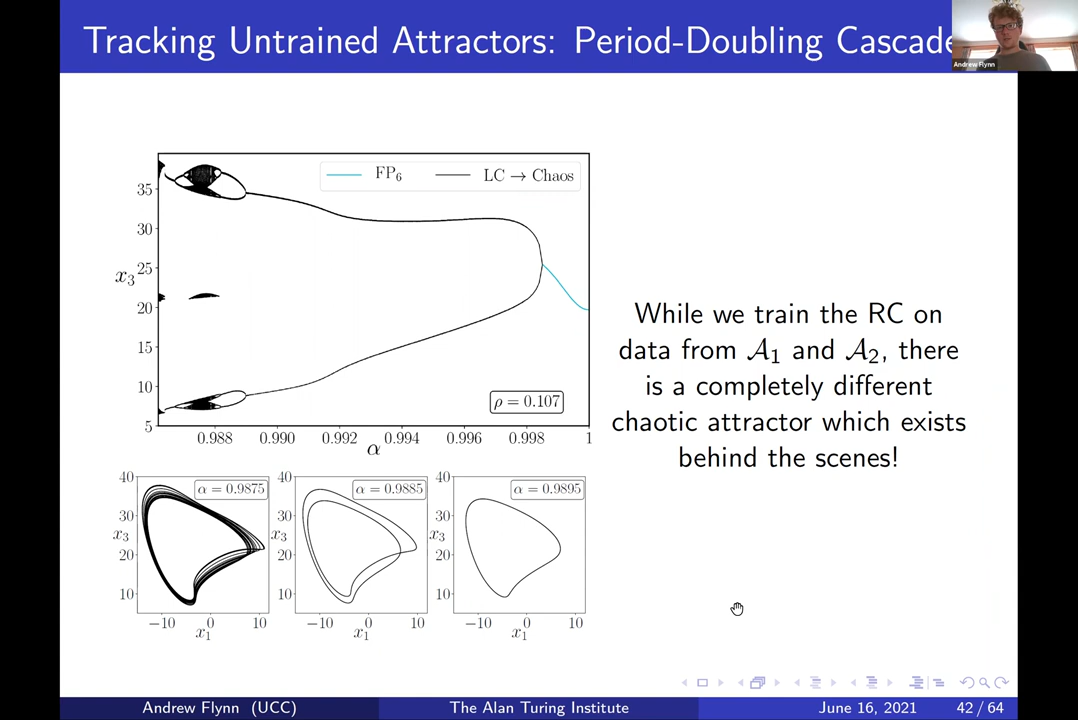 Tracking Untrained Attractors: Period-Doubling Cascade
Andrew Flynn
FP₆
LC → Chaos
35
30
x₃
25
20
15
10
5
ρ = 0.107
0.988 0.990 0.992 0.994 0.996 0.998 1
α
While we train the RC on
data from 𝒜₁ and 𝒜₂, there
is a completely different
chaotic attractor which exists
behind the scenes!
40
α = 0.9875
30
x₃
20
10
−10 0 10
x₁
40
α = 0.9885
30
x₃
20
10
−10 0 10
x₁
40
α = 0.9895
30
x₃
20
10
−10 0 10
x₁
Andrew Flynn (UCC)
The Alan Turing Institute
June 16, 2021
42 / 64